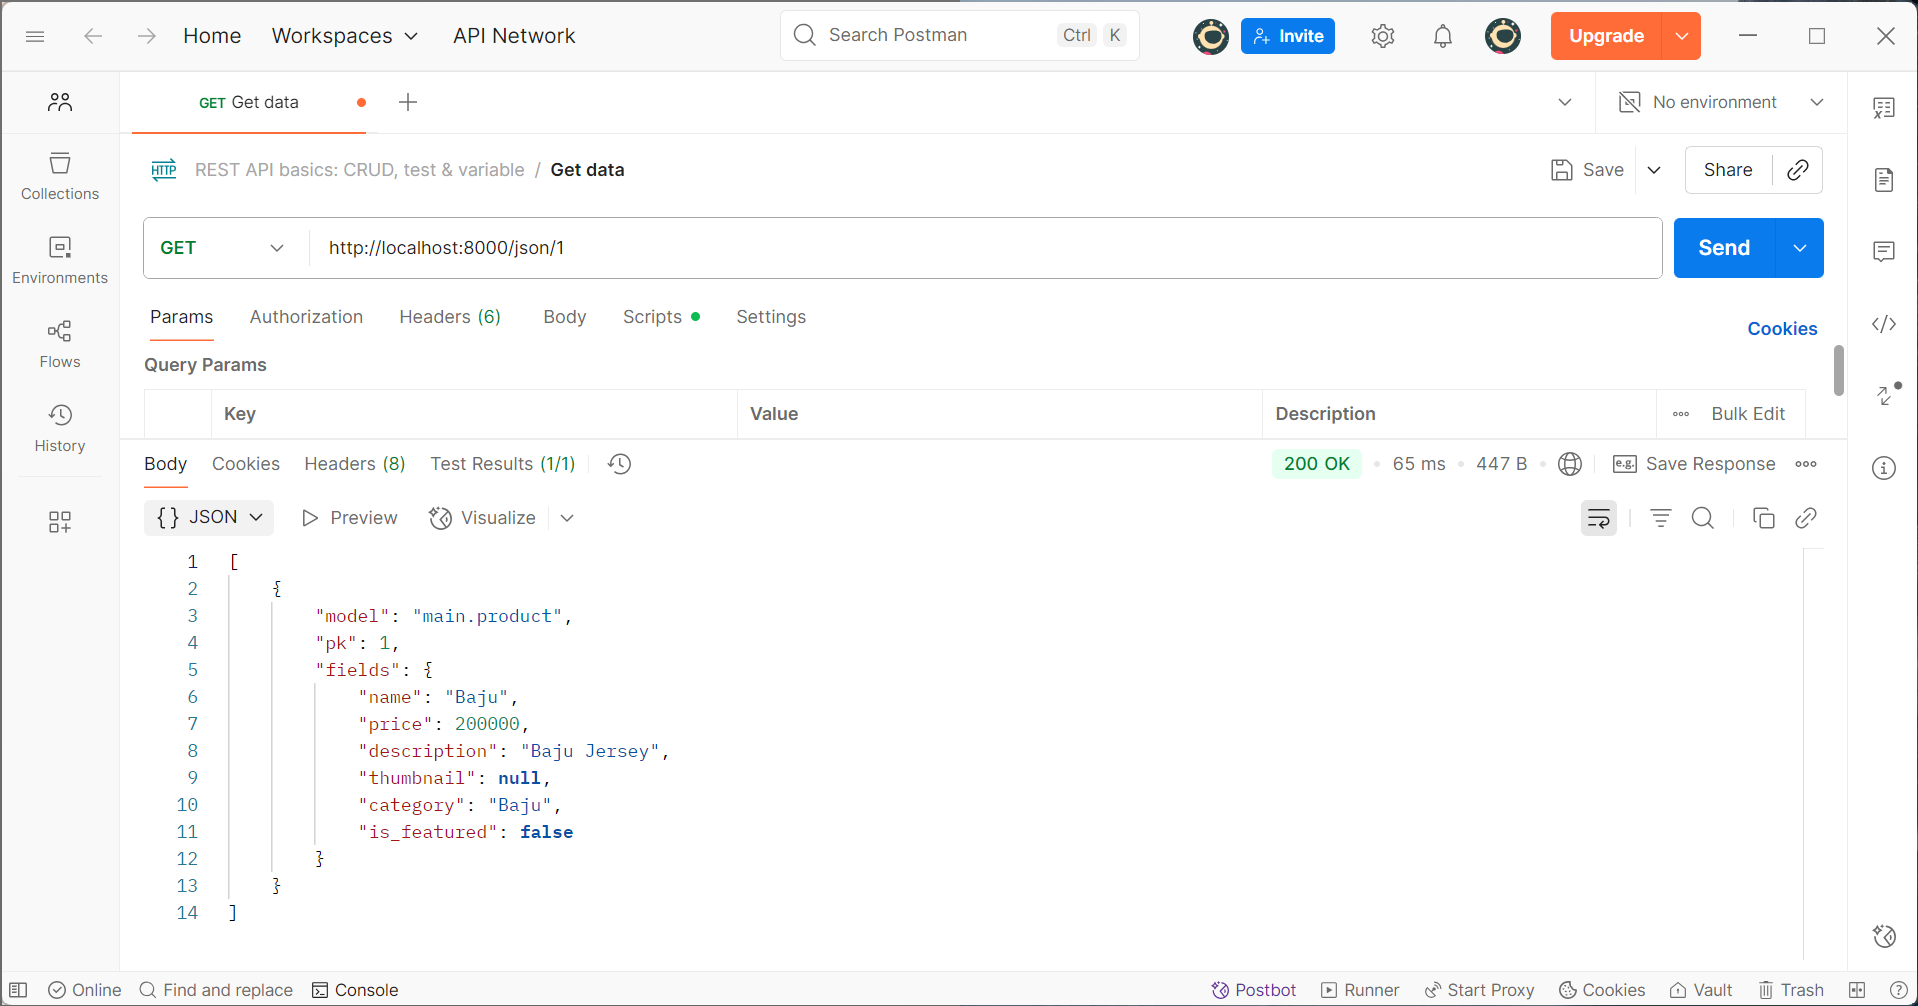 Home Workspaces API Network Search Postman Ctrl K Invite Upgrade
GET Get data No environment
HTTP REST API basics: CRUD, test & variable / Get data Save Share
Collections
GET http://localhost:8000/json/1 Send
Environments
Params Authorization Headers (6) Body Scripts Settings Cookies
Flows
Query Params
Key Value Description Bulk Edit
History
Body Cookies Headers (8) Test Results (1/1) 200 OK 65 ms 447 B e.g. Save Response
{} JSON Preview Visualize
1 [
2 {
3 "model": "main.product",
4 "pk": 1,
5 "fields": {
6 "name": "Baju",
7 "price": 200000,
8 "description": "Baju Jersey",
9 "thumbnail": null,
10 "category": "Baju",
11 "is_featured": false
12 }
13 }
14 ]
Online Find and replace Console Postbot Runner Start Proxy Cookies Vault Trash